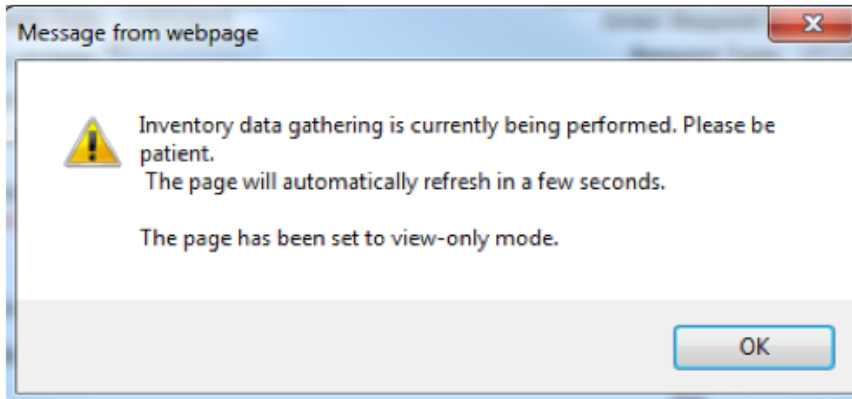 Message from webpage
Inventory data gathering is currently being performed. Please be
patient.
The page will automatically refresh in a few seconds.
The page has been set to view-only mode.
OK